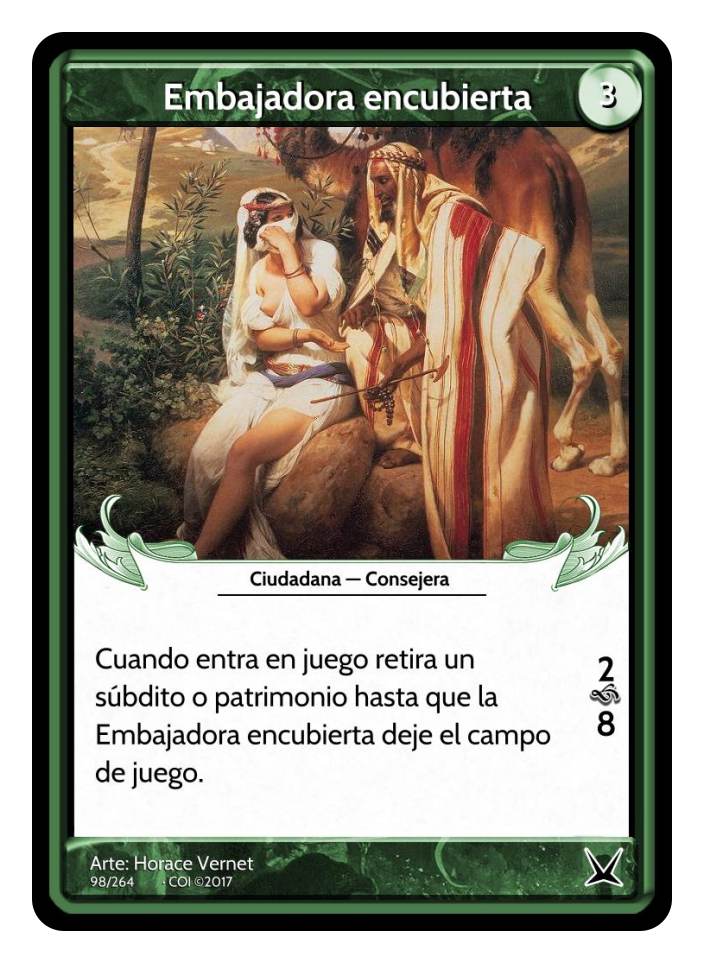 Embajadora encubierta
3
Ciudadana — Consejera
Cuando entra en juego retira un
súbdito o patrimonio hasta que la
Embajadora encubierta deje el campo
de juego.
2
8
Arte: Horace Vernet
98/264 · COI ©2017